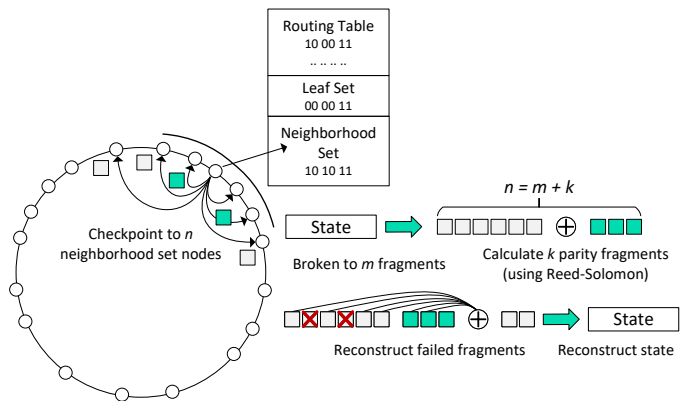 Routing Table
10 00 11
.. .. .. ..
Leaf Set
00 00 11
Neighborhood
Set
10 10 11
Checkpoint to n
neighborhood set nodes
n = m + k
State
Broken to m fragments
Calculate k parity fragments
(using Reed-Solomon)
State
Reconstruct failed fragments
Reconstruct state